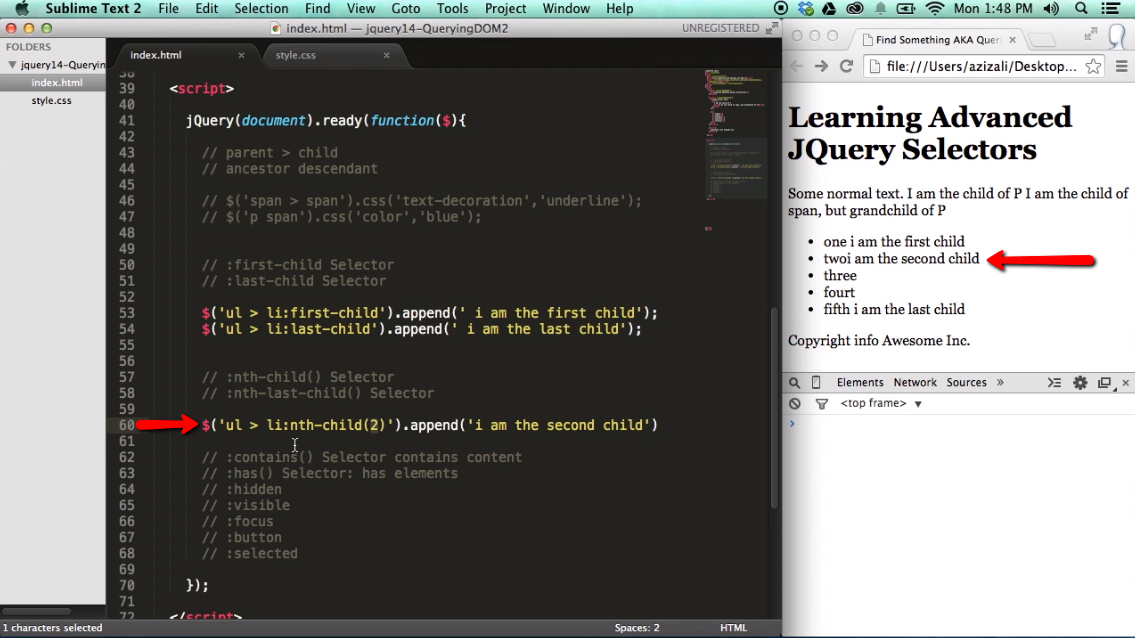 Sublime Text 2 File Edit Selection Find View Goto Tools Project Window Help Mon 1:48 PM
index.html — jquery14-QueryingDOM2 UNREGISTERED
FOLDERS
jquery14-Queryin
index.html
style.css
index.html × style.css ×
38
39 <script>
40
41 jQuery(document).ready(function($){
42
43 // parent > child
44 // ancestor descendant
45
46 // $('span > span').css('text-decoration','underline');
47 // $('p span').css('color','blue');
48
49
50 // :first-child Selector
51 // :last-child Selector
52
53 $('ul > li:first-child').append(' i am the first child');
54 $('ul > li:last-child').append(' i am the last child');
55
56
57 // :nth-child() Selector
58 // :nth-last-child() Selector
59
60 $('ul > li:nth-child(2)').append('i am the second child')
61
62 // :contains() Selector contains content
63 // :has() Selector: has elements
64 // :hidden
65 // :visible
66 // :focus
67 // :button
68 // :selected
69
70 });
71
72 </script>
1 characters selected Spaces: 2 HTML
Find Something AKA Queri ×
file:///Users/azizali/Desktop...
Learning Advanced
JQuery Selectors
Some normal text. I am the child of P I am the child of
span, but grandchild of P
• one i am the first child
• twoi am the second child
• three
• fourt
• fifth i am the last child
Copyright info Awesome Inc.
Elements Network Sources »
<top frame> ▼